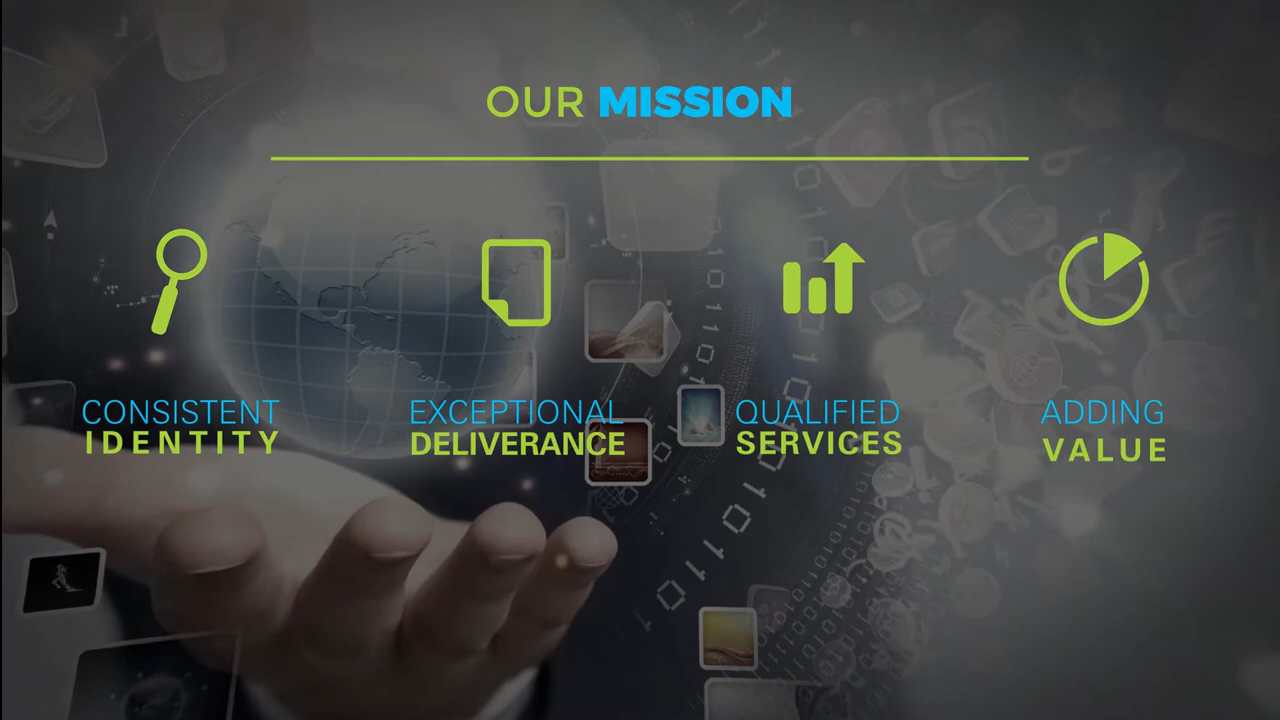 OUR MISSION
CONSISTENT
IDENTITY
EXCEPTIONAL
DELIVERANCE
QUALIFIED
SERVICES
ADDING
VALUE